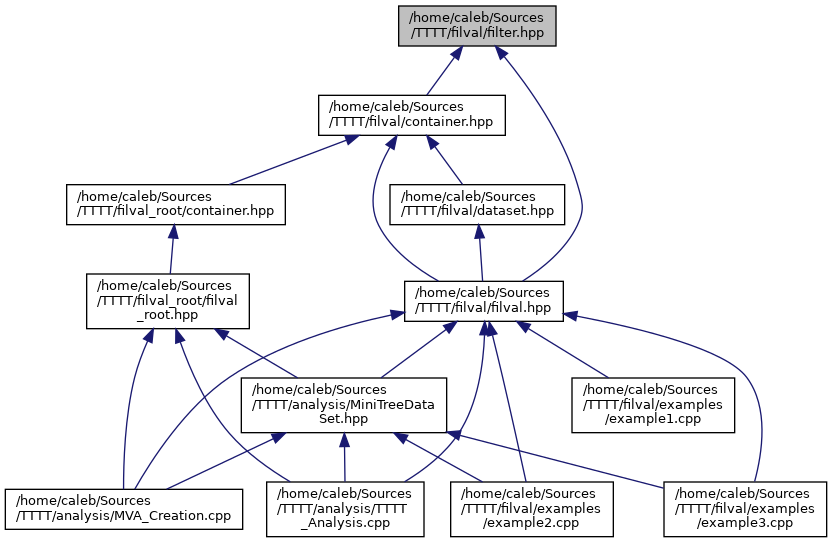 /home/caleb/Sources
/TTTT/filval/filter.hpp
/home/caleb/Sources
/TTTT/filval/container.hpp
/home/caleb/Sources
/TTTT/filval_root/container.hpp
/home/caleb/Sources
/TTTT/filval/dataset.hpp
/home/caleb/Sources
/TTTT/filval_root/filval
_root.hpp
/home/caleb/Sources
/TTTT/filval/filval.hpp
/home/caleb/Sources
/TTTT/analysis/MiniTreeData
Set.hpp
/home/caleb/Sources
/TTTT/filval/examples
/example1.cpp
/home/caleb/Sources
/TTTT/analysis/MVA_Creation.cpp
/home/caleb/Sources
/TTTT/analysis/TTTT
_Analysis.cpp
/home/caleb/Sources
/TTTT/filval/examples
/example2.cpp
/home/caleb/Sources
/TTTT/filval/examples
/example3.cpp